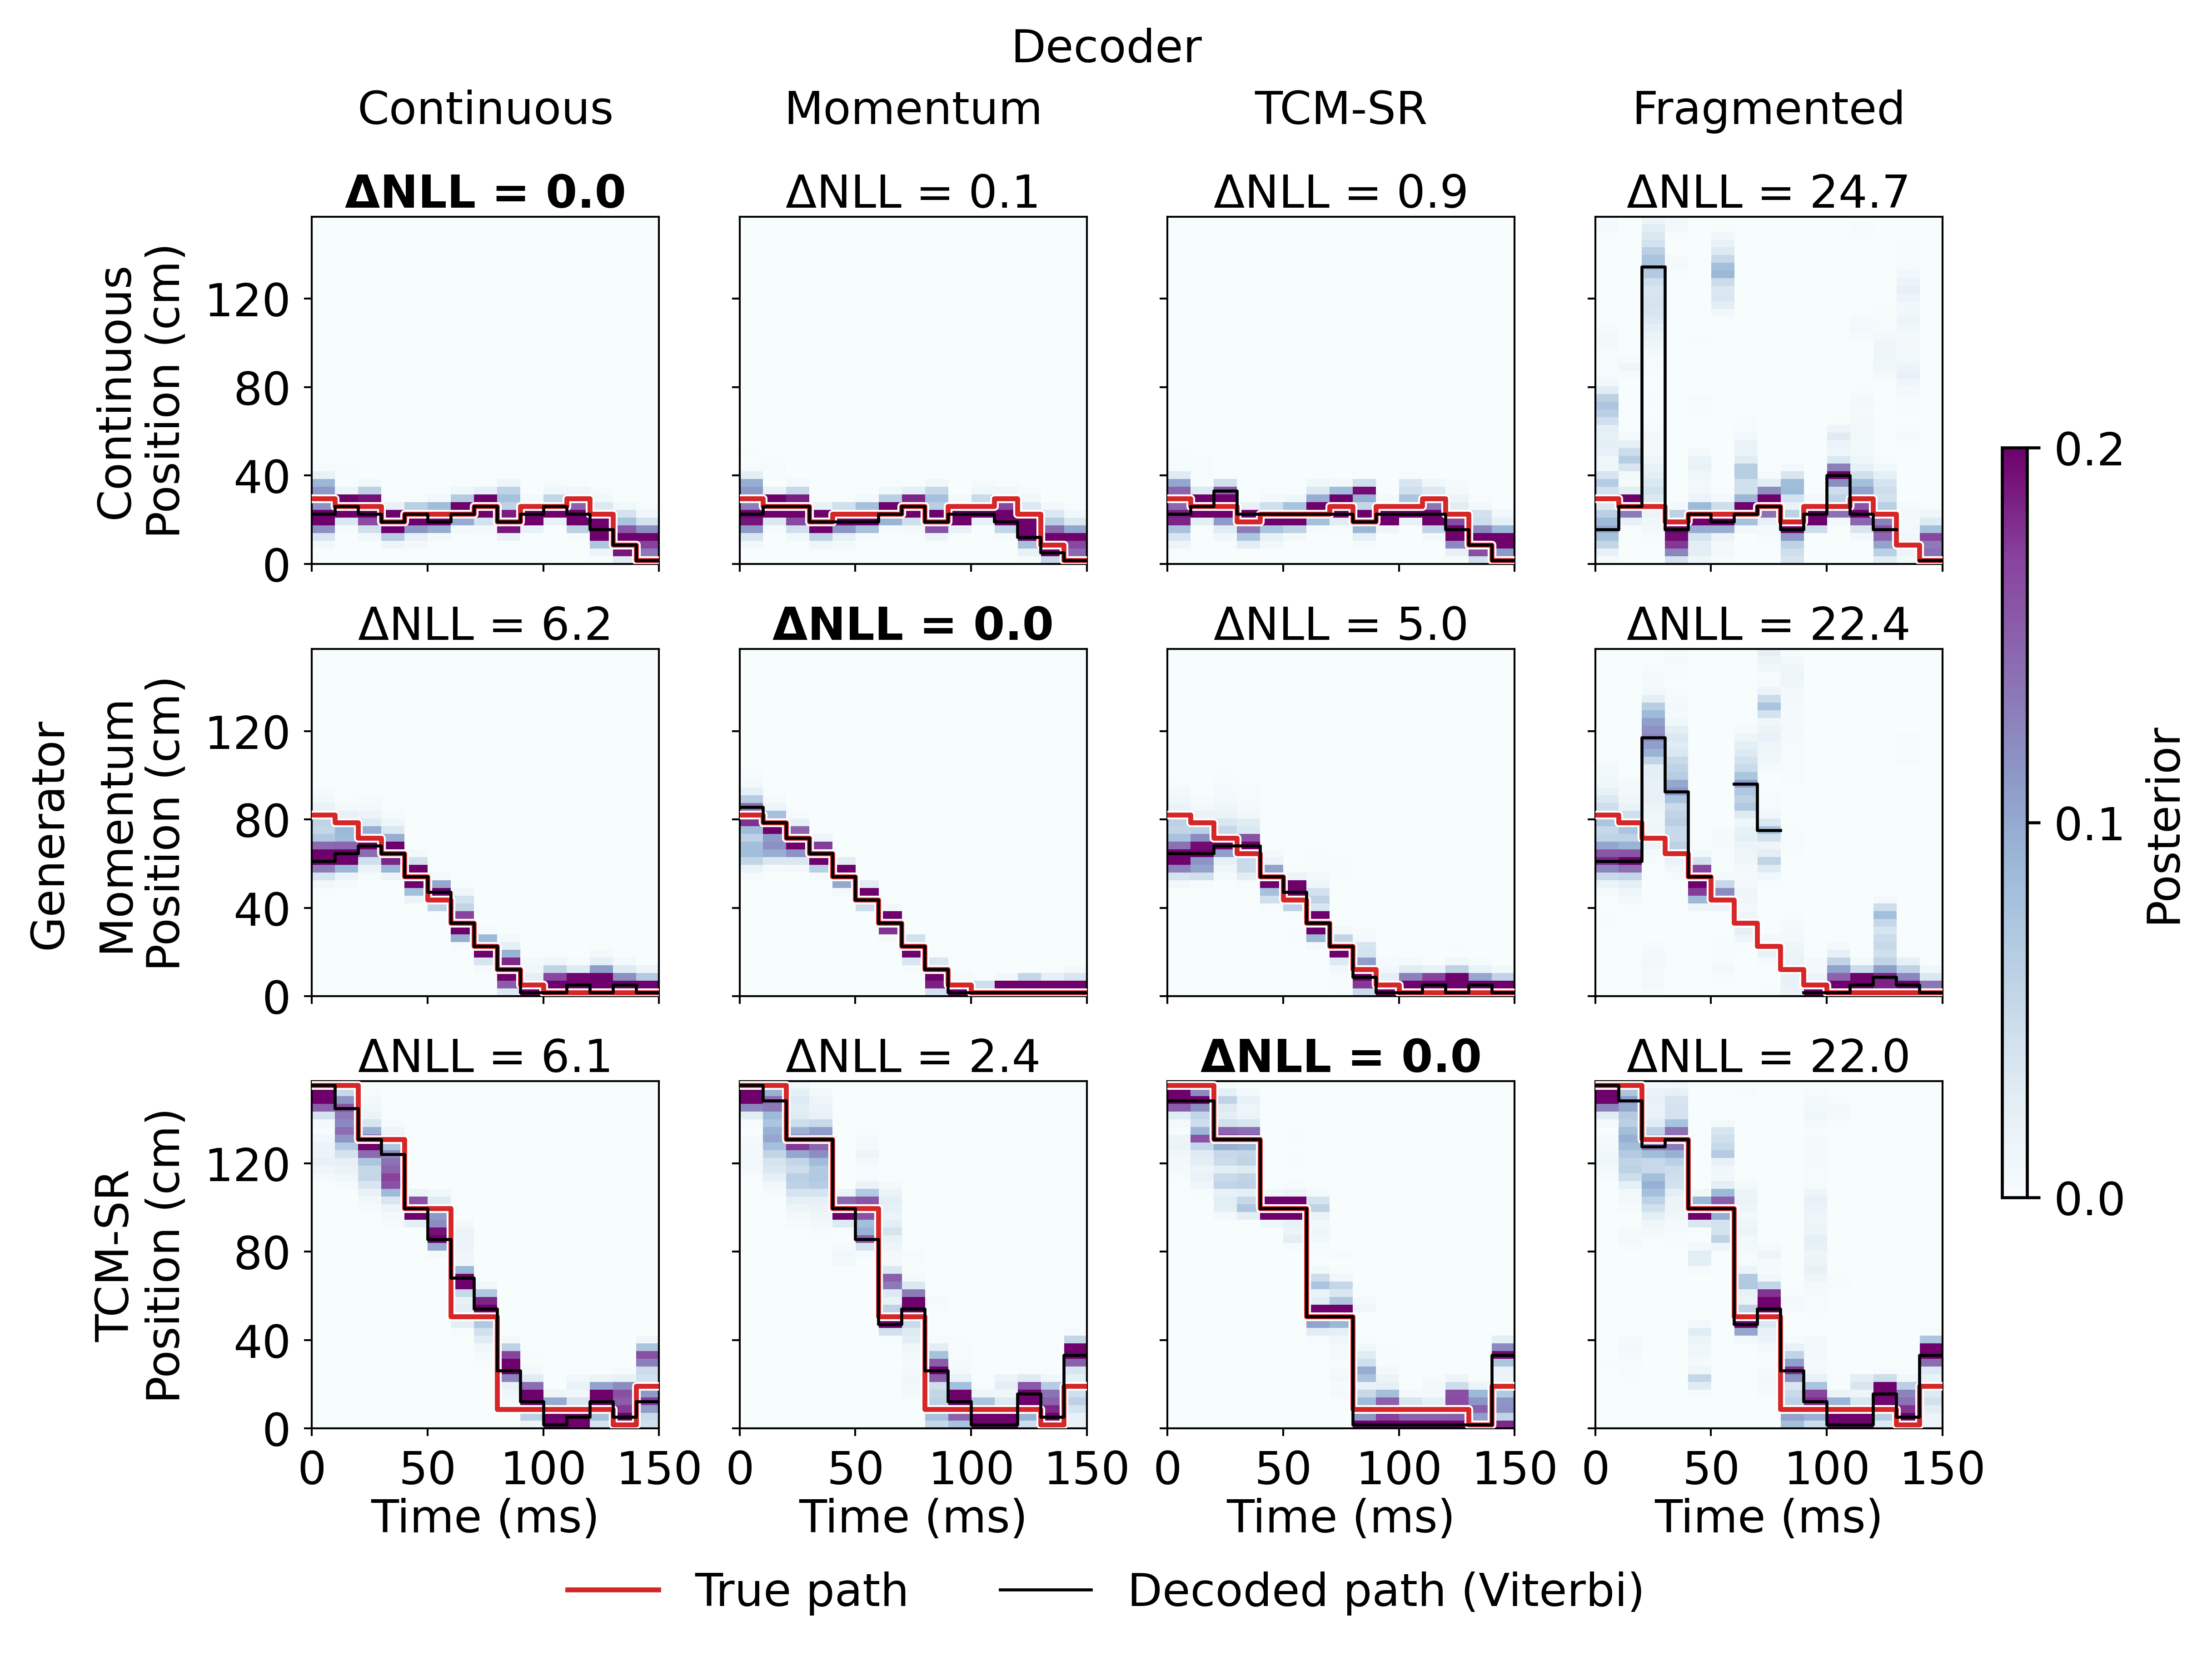 Decoder
Continuous Momentum TCM-SR Fragmented
ΔNLL = 0.0 ΔNLL = 0.1 ΔNLL = 0.9 ΔNLL = 24.7
Continuous
Position (cm)
120
80
40
0
ΔNLL = 6.2 ΔNLL = 0.0 ΔNLL = 5.0 ΔNLL = 22.4
Generator
Momentum
Position (cm)
120
80
40
0
ΔNLL = 6.1 ΔNLL = 2.4 ΔNLL = 0.0 ΔNLL = 22.0
TCM-SR
Position (cm)
120
80
40
0
0 50 100 150 0 50 100 150 0 50 100 150 0 50 100 150
Time (ms) Time (ms) Time (ms) Time (ms)
0.2
0.1
0.0
Posterior
True path Decoded path (Viterbi)